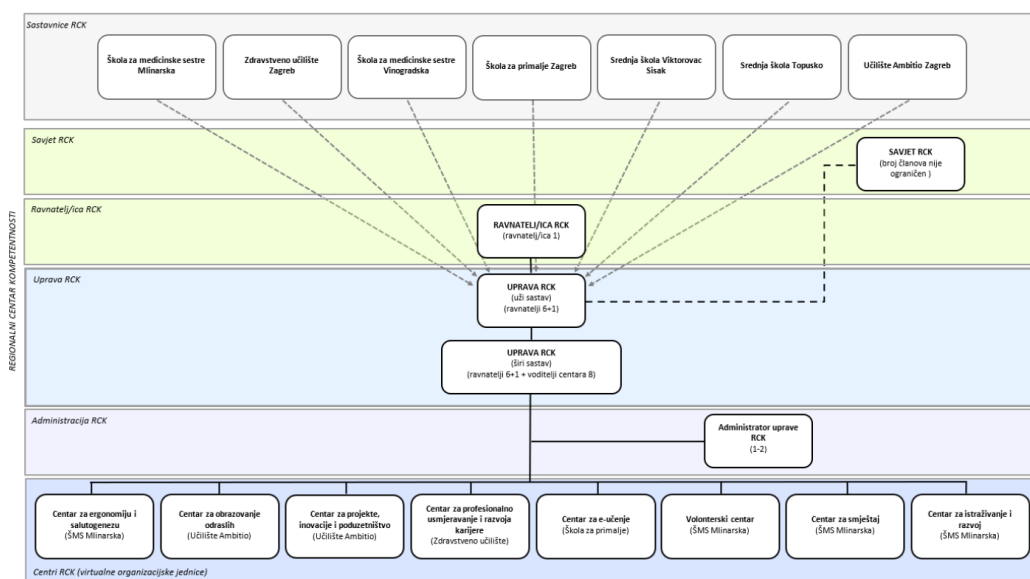 Sastavnice RCK
Škola za medicinske sestre
Mlinarska
Zdravstveno učilište
Zagreb
Škola za medicinske sestre
Vinogradska
Škola za primalje Zagreb
Srednja škola Viktorovac
Sisak
Srednja škola Topusko
Učilište Ambitio Zagreb
Savjet RCK
SAVJET RCK
(broj članova nije
ograničen )
Ravnatelj/ica RCK
RAVNATELJ/ICA RCK
(ravnatelj/ica 1)
REGIONALNI CENTAR KOMPETENTNOSTI
Uprava RCK
UPRAVA RCK
(uži sastav)
(ravnatelji 6+1)
UPRAVA RCK
(širi sastav)
(ravnatelji 6+1 + voditelji centara 8)
Administracija RCK
Administrator uprave
RCK
(1-2)
Centar za ergonomiju i
salutogenezu
(ŠMS Mlinarska)
Centar za obrazovanje
odraslih
(Učilište Ambitio)
Centar za projekte,
inovacije i poduzetništvo
(Učilište Ambitio)
Centar za profesionalno
usmjeravanje i razvoja
karijere
(Zdravstveno učilište)
Centar za e-učenje
(Škola za primalje)
Volonterski centar
(ŠMS Mlinarska)
Centar za smještaj
(ŠMS Mlinarska)
Centar za istraživanje i
razvoj
(ŠMS Mlinarska)
Centri RCK (virtualne organizacijske jednice)